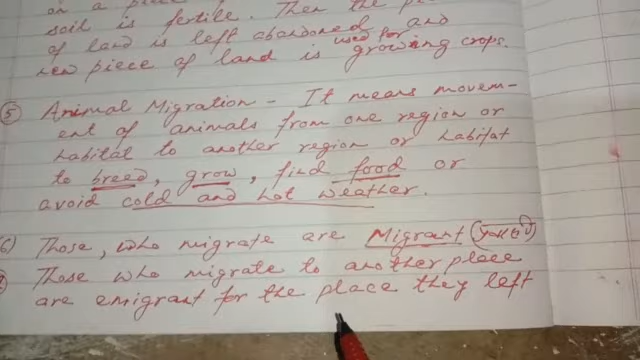 on a piece
soil is fertile. Then the
of land is left abandoned and
new piece of land is used for growing crops.
⑤ Animal Migration - It means movem-
ent of animals from one region or
habital to another region or habitat
to breed, grow, find food or
avoid cold and hot weather.
6) Those, who migrate are Migrant
Those who migrate to another place
are emigrant for the place they left